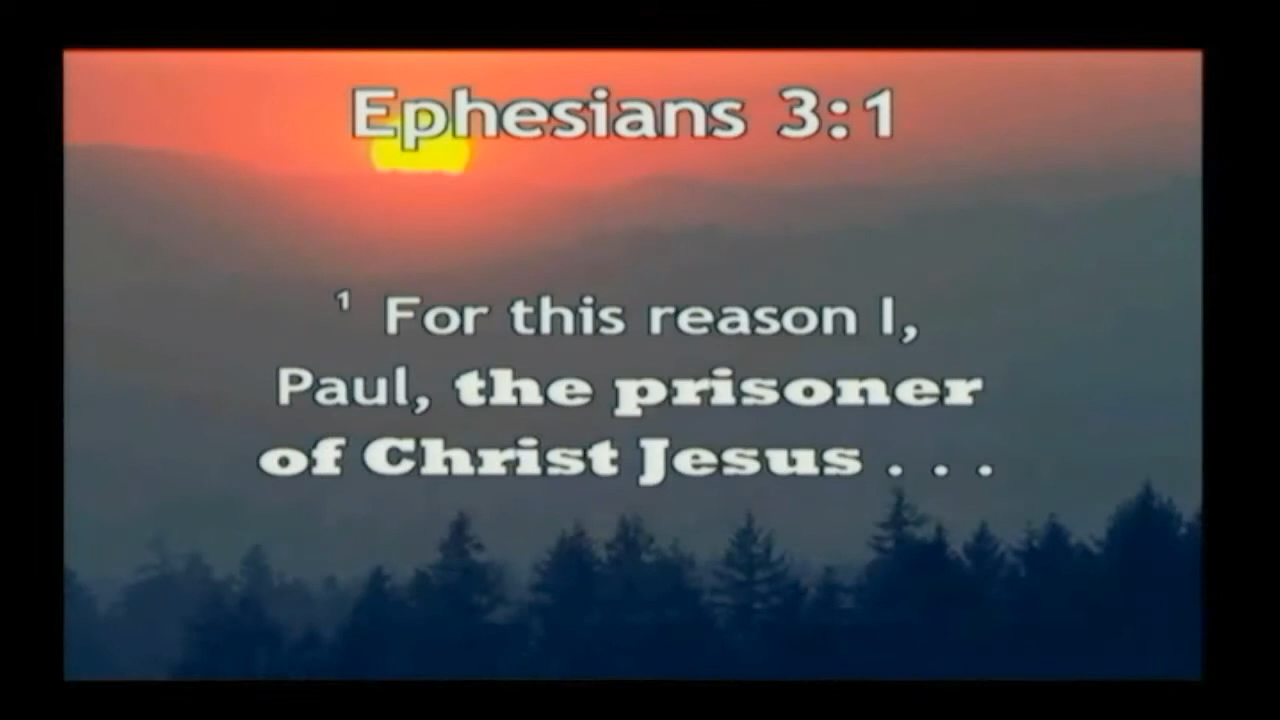 Ephesians 3:1
¹ For this reason I,
Paul, the prisoner
of Christ Jesus . . .